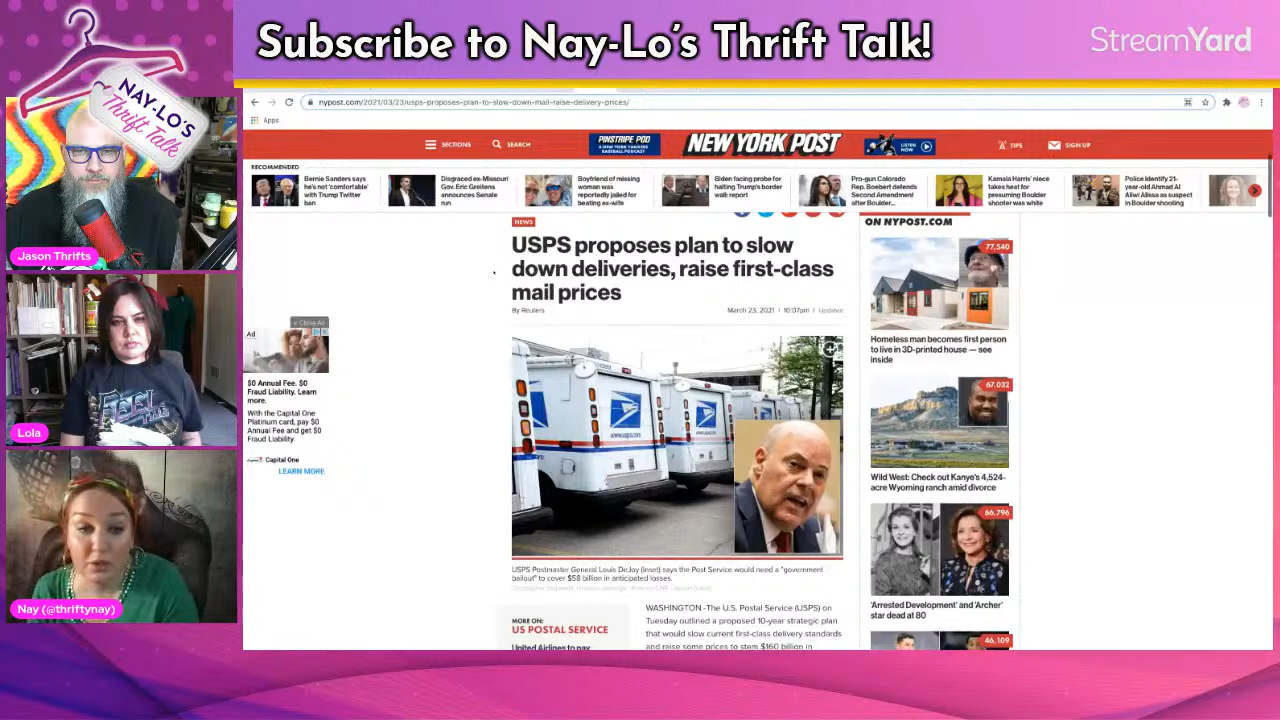 Subscribe to Nay-Lo's Thrift Talk!
StreamYard
NAY-LO'S
Thrift Talk
Jason Thrifts
Lola
Nay (@thriftynay)
nypost.com/2021/03/23/usps-proposes-plan-to-slow-down-mail-raise-delivery-prices/
Apps
SECTIONS
SEARCH
PINSTRIPE POD
NEW YORK POST
LISTEN
NOW
TIPS
SIGN UP
RECOMMENDED
Bernie Sanders says
he's not 'comfortable'
with Trump Twitter
ban
Disgraced ex-Missouri
Gov. Eric Greitens
announces Senate
run
Boyfriend of missing
woman was
reportedly jailed for
beating ex-wife
Biden facing probe for
halting Trump's border
wall: report
Pro-gun Colorado
Rep. Boebert defends
Second Amendment
after Boulder...
Kamala Harris' niece
takes heat for
presuming Boulder
shooter was white
Police identify 21-
year-old Ahmad Al
Aliwi Alissa as suspect
in Boulder shooting
NEWS
USPS proposes plan to slow
down deliveries, raise first-class
mail prices
By Reuters
March 23, 2021 | 10:07pm | Updated
USPS Postmaster General Louis DeJoy (inset) says the Post Service would need a "government
bailout" to cover $58 billion in anticipated losses.
MORE ON:
US POSTAL SERVICE
United Airlines to pay
WASHINGTON -The U.S. Postal Service (USPS) on
Tuesday outlined a proposed 10-year strategic plan
that would slow current first-class delivery standards
and raise some prices to stem $160 billion in
Close Ad
Ad
$0 Annual Fee. $0
Fraud Liability. Learn
more.
With the Capital One
Platinum card, pay $0
Annual Fee and get $0
Fraud Liability.
Capital One
LEARN MORE
ON NYPOST.COM
77,540
Homeless man becomes first person
to live in 3D-printed house — see
inside
67,032
Wild West: Check out Kanye's 4,524-
acre Wyoming ranch amid divorce
66,796
'Arrested Development' and 'Archer'
star dead at 80
46,109